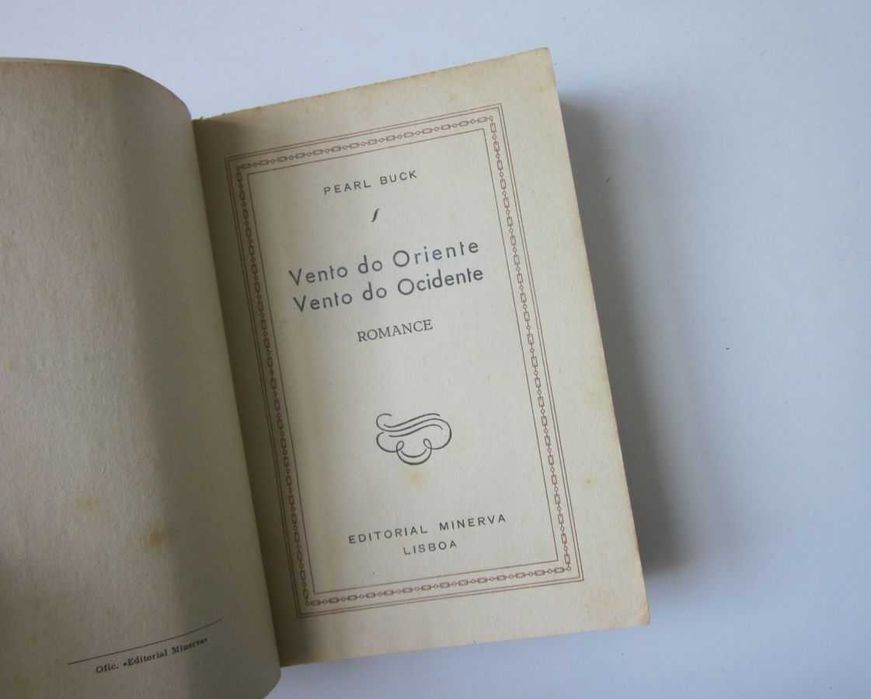 PEARL BUCK
Vento do Oriente
Vento do Ocidente
ROMANCE
EDITORIAL MINERVA
LISBOA
Ofic. «Editorial Minerva»